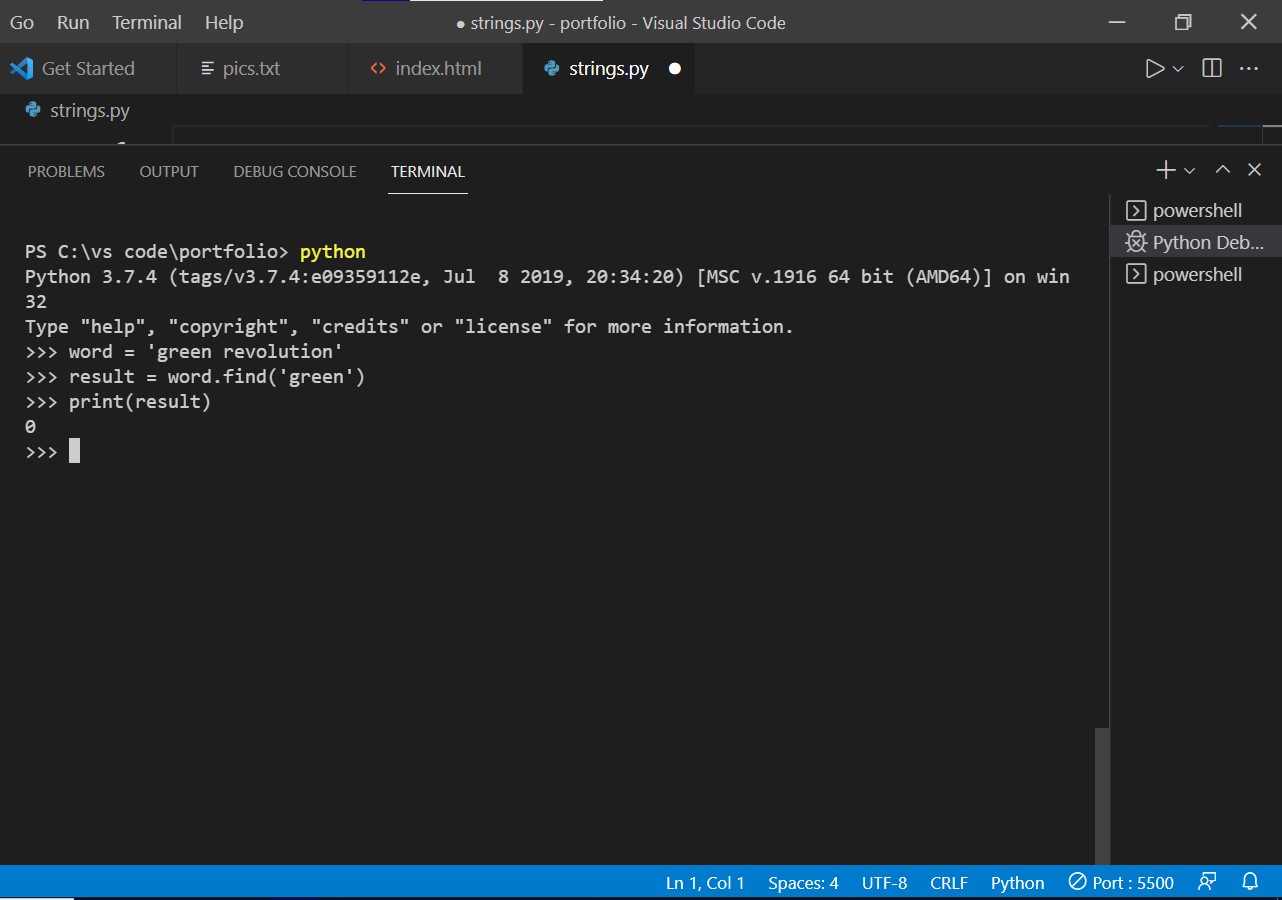 Go Run Terminal Help ● strings.py - portfolio - Visual Studio Code
Get Started pics.txt index.html strings.py
strings.py
PROBLEMS OUTPUT DEBUG CONSOLE TERMINAL
powershell
Python Deb...
powershell
PS C:\vs code\portfolio> python
Python 3.7.4 (tags/v3.7.4:e09359112e, Jul  8 2019, 20:34:20) [MSC v.1916 64 bit (AMD64)] on win
32
Type "help", "copyright", "credits" or "license" for more information.
>>> word = 'green revolution'
>>> result = word.find('green')
>>> print(result)
0
>>>
Ln 1, Col 1 Spaces: 4 UTF-8 CRLF Python Port : 5500